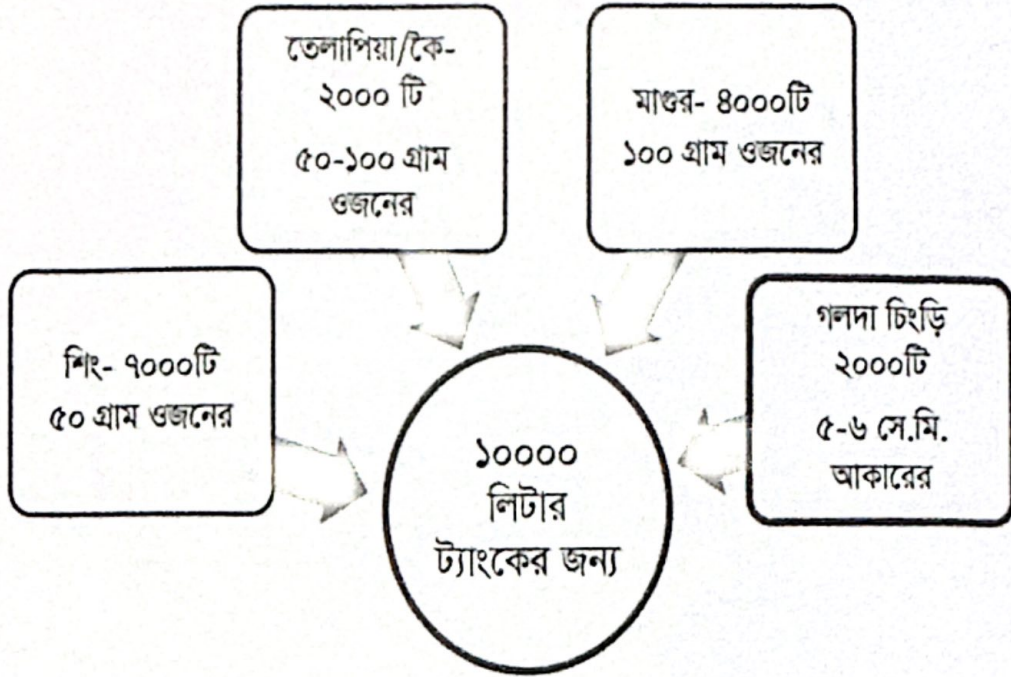 তেলাপিয়া/কৈ-
২০০০ টি
৫০-১০০ গ্রাম
ওজনের
মাগুর- ৪০০০টি
১০০ গ্রাম ওজনের
শিং- ৭০০০টি
৫০ গ্রাম ওজনের
গলদা চিংড়ি
২০০০টি
৫-৬ সে.মি.
আকারের
১০০০০
লিটার
ট্যাংকের জন্য